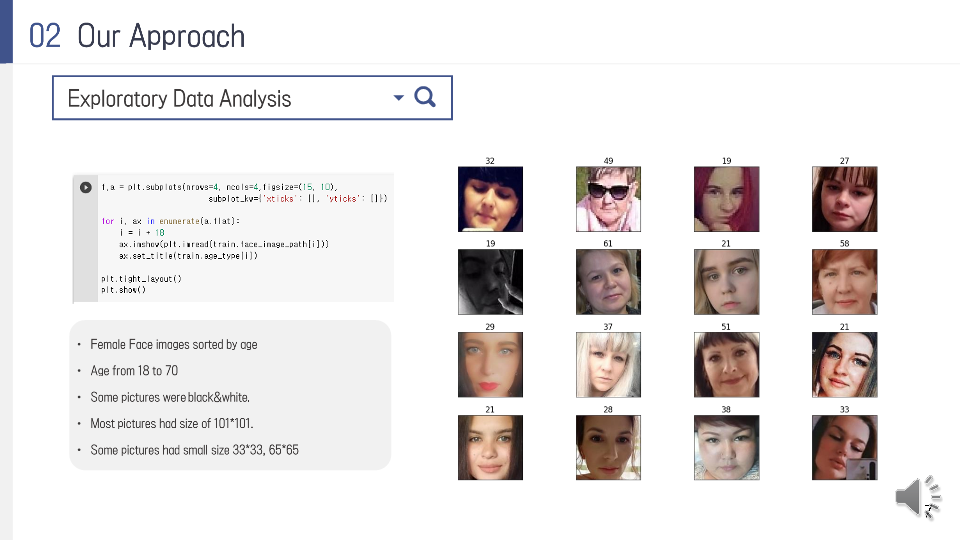 02 Our Approach
Exploratory Data Analysis
f,a = plt.subplots(nrows=4, ncols=4,figsize=(15, 10),
subplot_kw={'xticks': [], 'yticks': []})
for i, ax in enumerate(a.flat):
i = i + 18
ax.imshow(plt.imread(train.face_image_path[i]))
ax.set_title(train.age_type[i])
plt.tight_layout()
plt.show()
• Female Face images sorted by age
• Age from 18 to 70
• Some pictures were black&white.
• Most pictures had size of 101*101.
• Some pictures had small size 33*33, 65*65
32 49 19 27
19 61 21 58
29 37 51 21
21 28 38 33